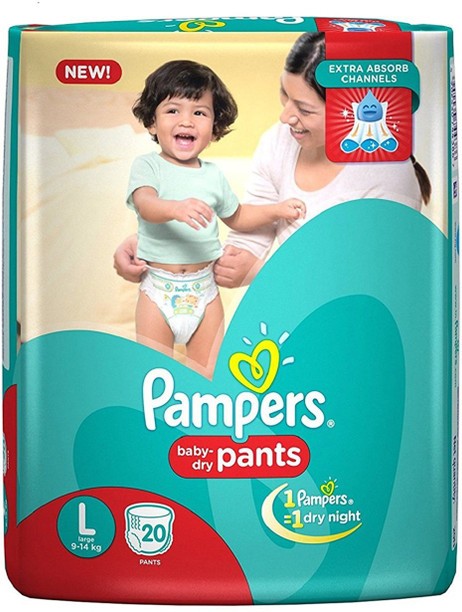 NEW!
EXTRA ABSORB
CHANNELS
Pampers
Pampers®
baby-
dry
pants
1 Pampers®
=1 dry night
L
large
9-14 kg
20
PANTS